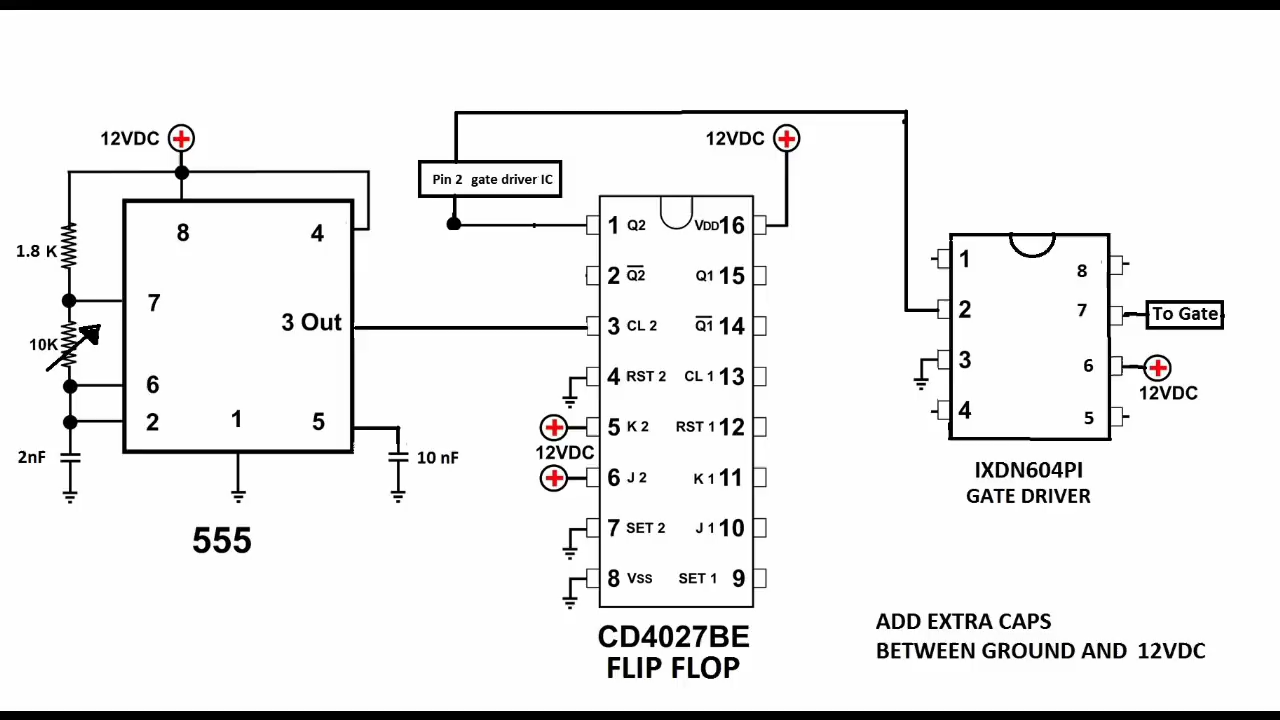 12VDC
8
4
1.8 K
7
3 Out
10K
6
2
1
5
2nF
10 nF
555
Pin 2 gate driver IC
12VDC
1 Q2
VDD 16
2 Q2
Q1 15
3 CL 2
Q1 14
4 RST 2
CL 1 13
5 K 2
RST 1 12
12VDC
6 J 2
K 1 11
7 SET 2
J 1 10
8 VSS
SET 1 9
CD4027BE
FLIP FLOP
1
8
2
7
To Gate
3
6
12VDC
4
5
IXDN604PI
GATE DRIVER
ADD EXTRA CAPS
BETWEEN GROUND AND 12VDC